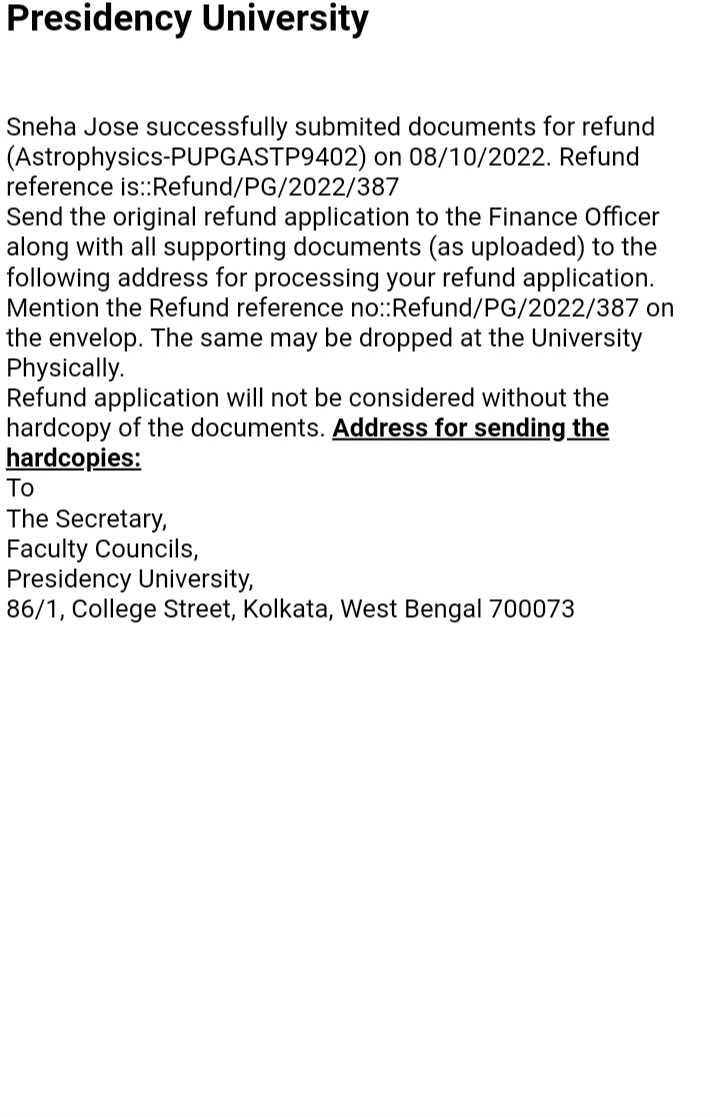 Presidency University
Sneha Jose successfully submited documents for refund
(Astrophysics-PUPGASTP9402) on 08/10/2022. Refund
reference is::Refund/PG/2022/387
Send the original refund application to the Finance Officer
along with all supporting documents (as uploaded) to the
following address for processing your refund application.
Mention the Refund reference no::Refund/PG/2022/387 on
the envelop. The same may be dropped at the University
Physically.
Refund application will not be considered without the
hardcopy of the documents. Address for sending the
hardcopies:
To
The Secretary,
Faculty Councils,
Presidency University,
86/1, College Street, Kolkata, West Bengal 700073